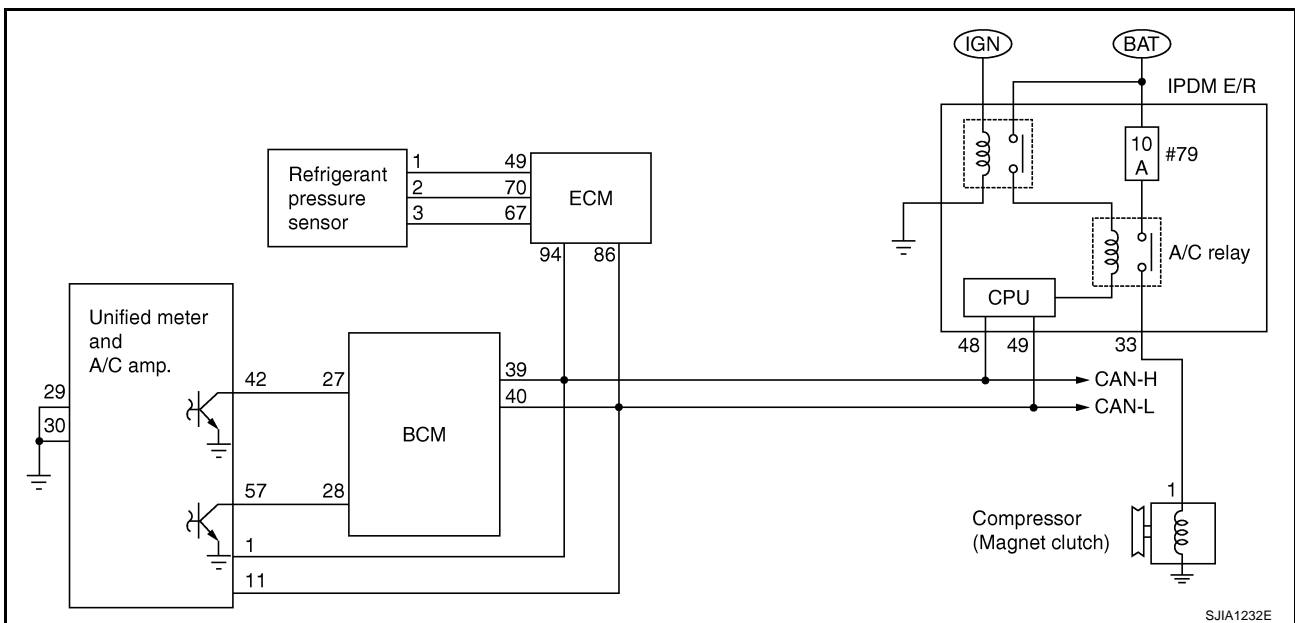 IGN
BAT
IPDM E/R
10
A
#79
A/C relay
CPU
48
49
33
CAN-H
CAN-L
Refrigerant
pressure
sensor
1
2
3
49
70
67
ECM
94
86
Unified meter
and
A/C amp.
29
30
42
27
57
28
1
11
BCM
39
40
1
Compressor
(Magnet clutch)
SJIA1232E